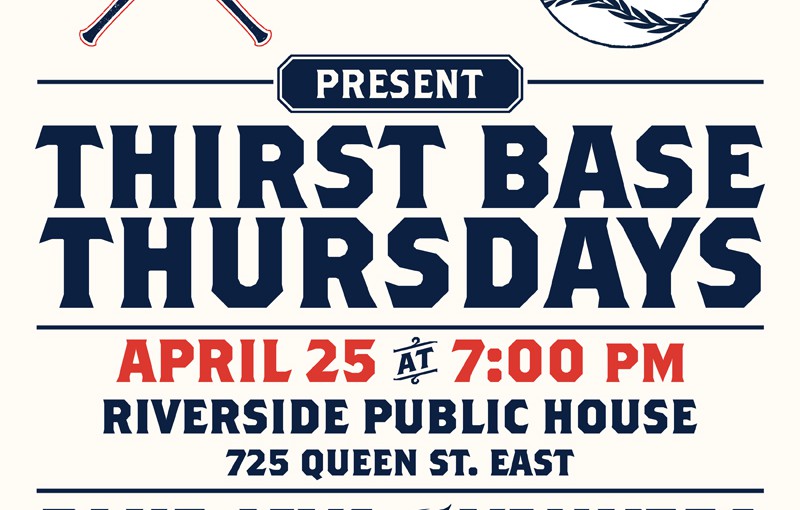 PRESENT
THIRST BASE
THURSDAYS
APRIL 25 AT 7:00 PM
RIVERSIDE PUBLIC HOUSE
725 QUEEN ST. EAST